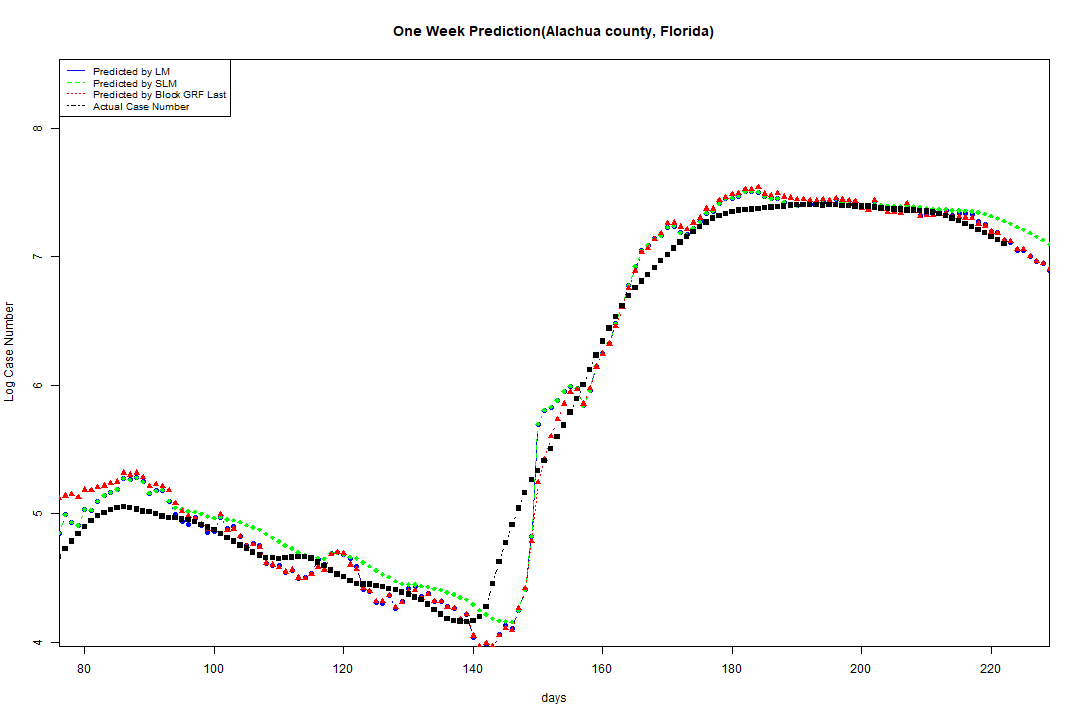 One Week Prediction(Alachua county, Florida)
Predicted by LM
Predicted by SLM
Predicted by Block GRF Last
Actual Case Number
8
7
6
5
4
Log Case Number
80 100 120 140 160 180 200 220
days